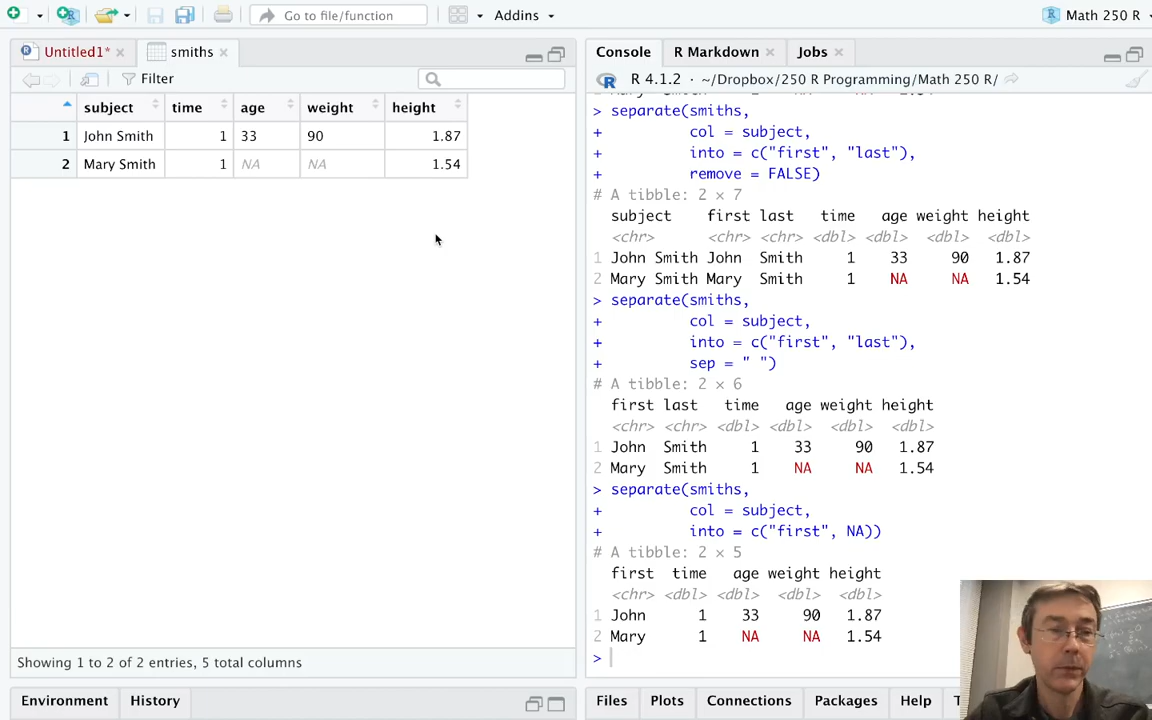 Go to file/function
Addins
Math 250 R
Untitled1*
smiths
Filter
subject time age weight height
1 John Smith 1 33 90 1.87
2 Mary Smith 1 NA NA 1.54
Showing 1 to 2 of 2 entries, 5 total columns
Environment History
Console R Markdown Jobs
R 4.1.2 · ~/Dropbox/250 R Programming/Math 250 R/
> separate(smiths,
+ col = subject,
+ into = c("first", "last"),
+ remove = FALSE)
# A tibble: 2 × 7
subject first last time age weight height
<chr> <chr> <chr> <dbl> <dbl> <dbl> <dbl>
1 John Smith John Smith 1 33 90 1.87
2 Mary Smith Mary Smith 1 NA NA 1.54
> separate(smiths,
+ col = subject,
+ into = c("first", "last"),
+ sep = " ")
# A tibble: 2 × 6
first last time age weight height
<chr> <chr> <dbl> <dbl> <dbl> <dbl>
1 John Smith 1 33 90 1.87
2 Mary Smith 1 NA NA 1.54
> separate(smiths,
+ col = subject,
+ into = c("first", NA))
# A tibble: 2 × 5
first time age weight height
<chr> <dbl> <dbl> <dbl> <dbl>
1 John 1 33 90 1.87
2 Mary 1 NA NA 1.54
>
Files Plots Connections Packages Help